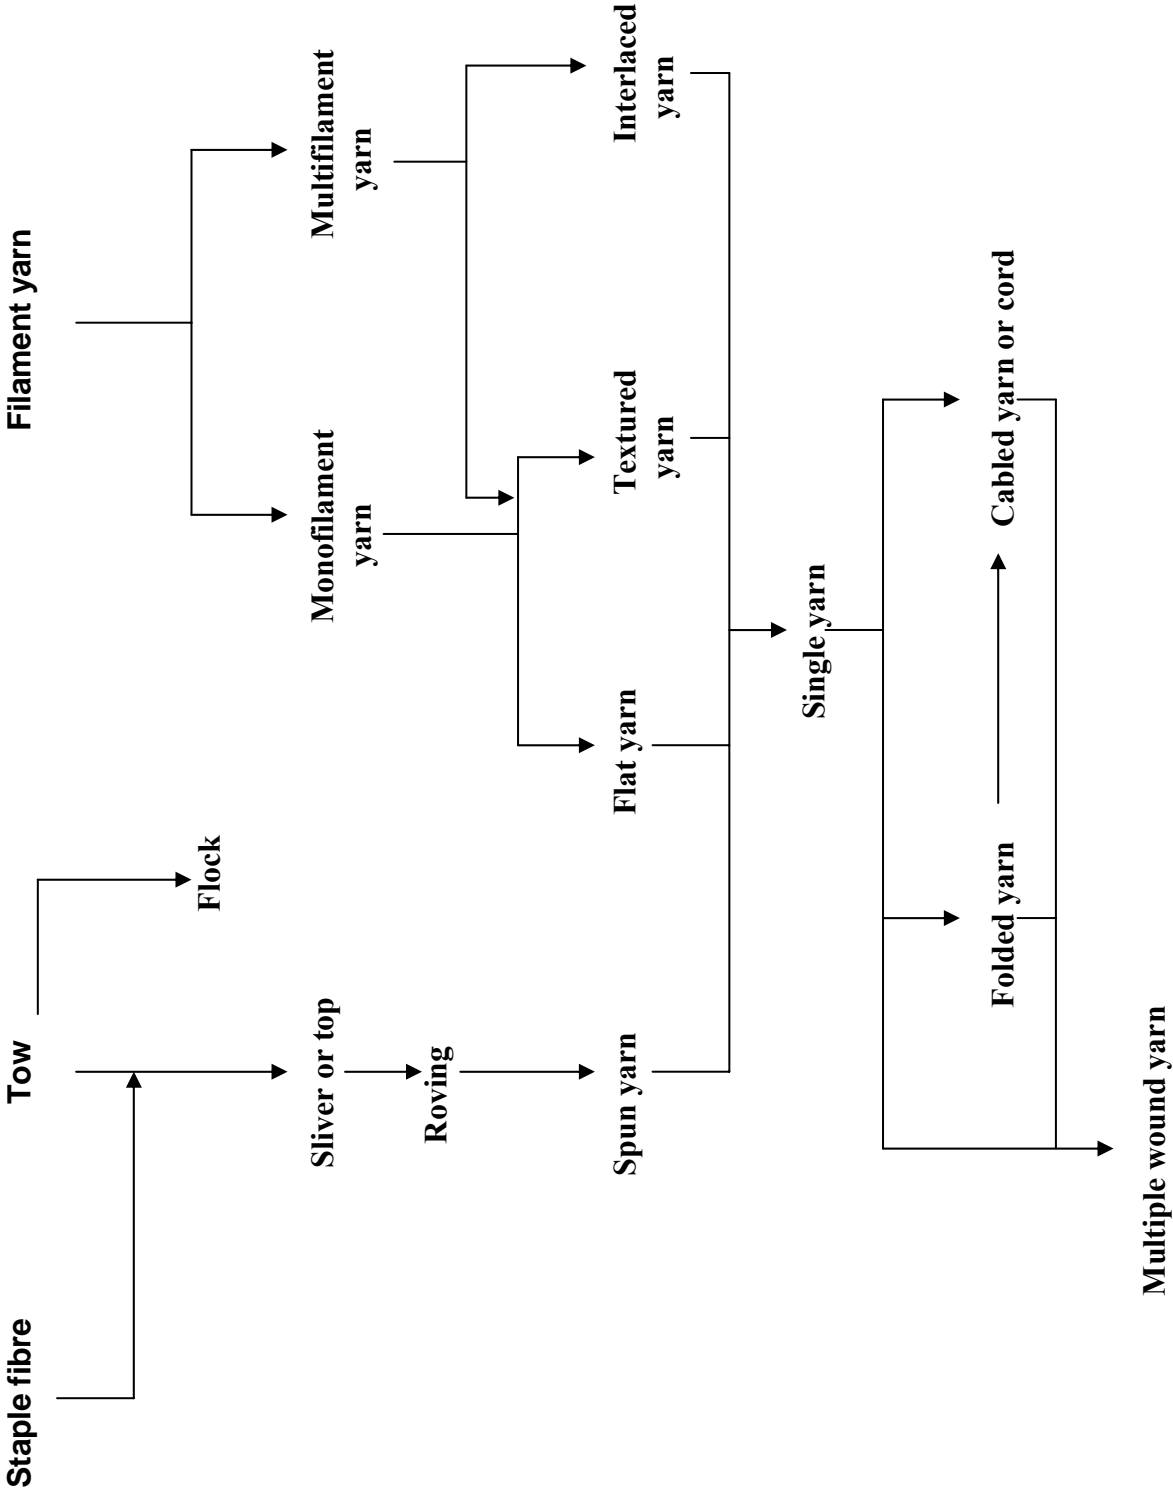 Staple fibre
Tow
Filament yarn
Flock
Sliver or top
Monofilament
yarn
Multifilament
yarn
Roving
Spun yarn
Flat yarn
Textured
yarn
Interlaced
yarn
Single yarn
Folded yarn
Cabled yarn or cord
Multiple wound yarn